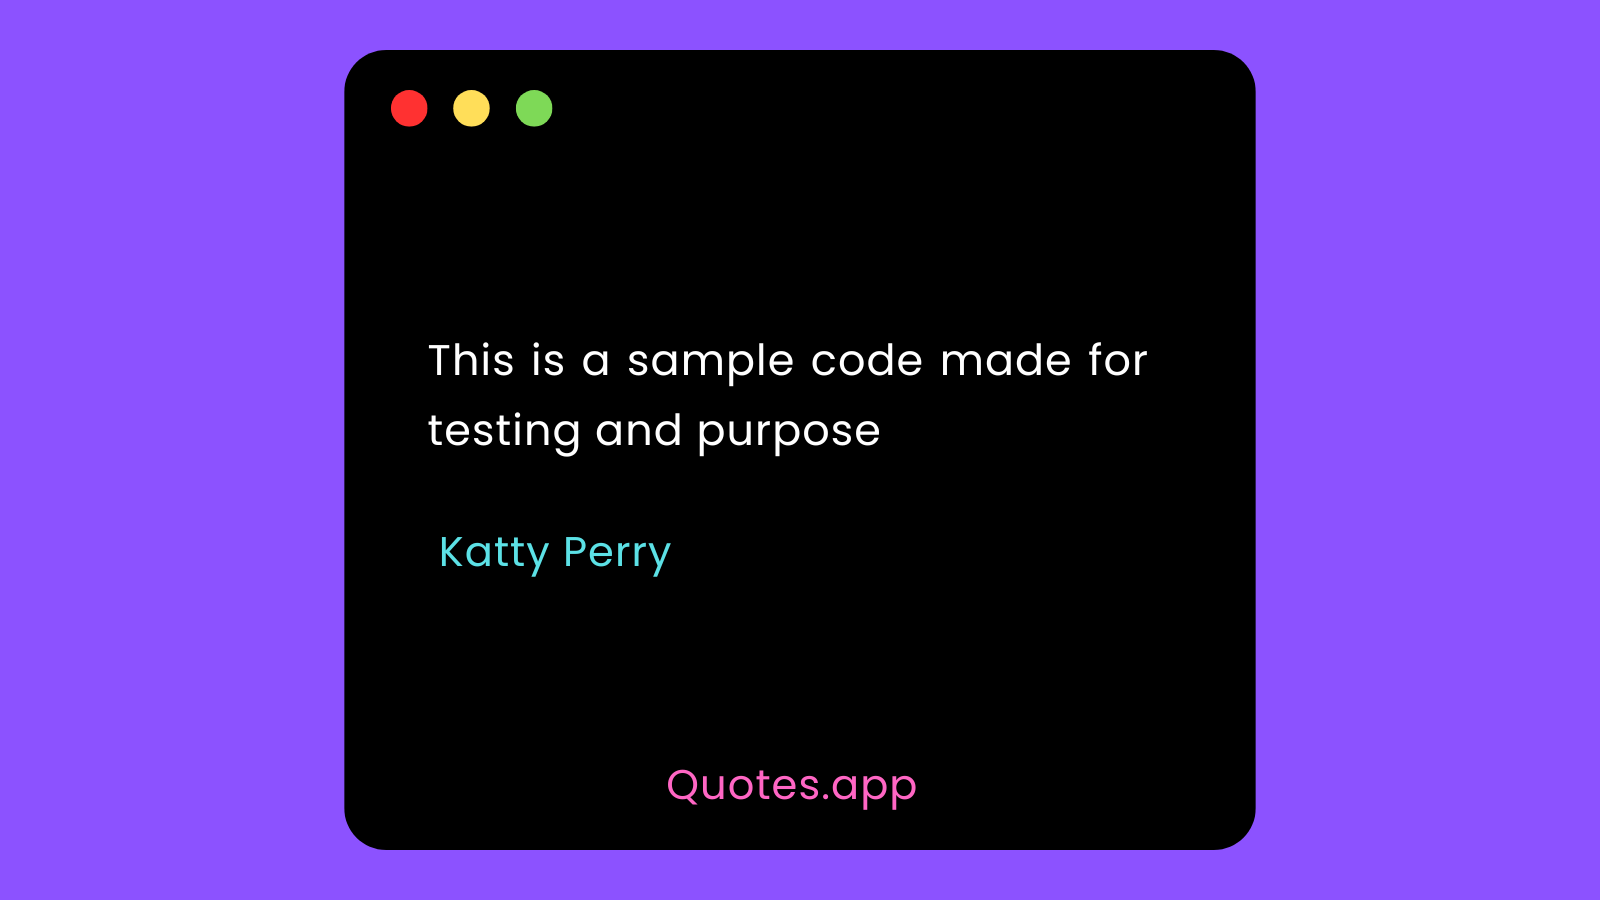 This is a sample code made for
testing and purpose
Katty Perry
Quotes.app